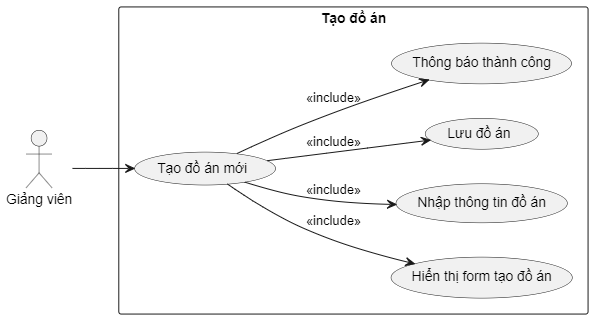 Tạo đồ án
Thông báo thành công
«include»
Lưu đồ án
«include»
Tạo đồ án mới
Giảng viên
«include»
Nhập thông tin đồ án
«include»
Hiển thị form tạo đồ án